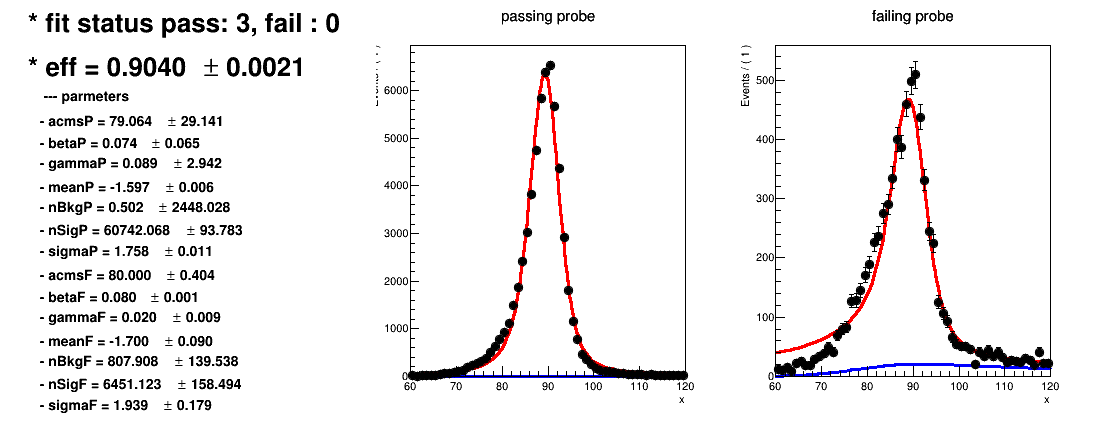 * fit status pass: 3, fail : 0
* eff = 0.9040 ± 0.0021
--- parmeters
- acmsP = 79.064 ± 29.141
- betaP = 0.074 ± 0.065
- gammaP = 0.089 ± 2.942
- meanP = -1.597 ± 0.006
- nBkgP = 0.502 ± 2448.028
- nSigP = 60742.068 ± 93.783
- sigmaP = 1.758 ± 0.011
- acmsF = 80.000 ± 0.404
- betaF = 0.080 ± 0.001
- gammaF = 0.020 ± 0.009
- meanF = -1.700 ± 0.090
- nBkgF = 807.908 ± 139.538
- nSigF = 6451.123 ± 158.494
- sigmaF = 1.939 ± 0.179
passing probe
6000
5000
4000
3000
2000
1000
0
60 70 80 90 100 110 120
x
failing probe
Events / ( 1 )
500
400
300
200
100
0
60 70 80 90 100 110 120
x